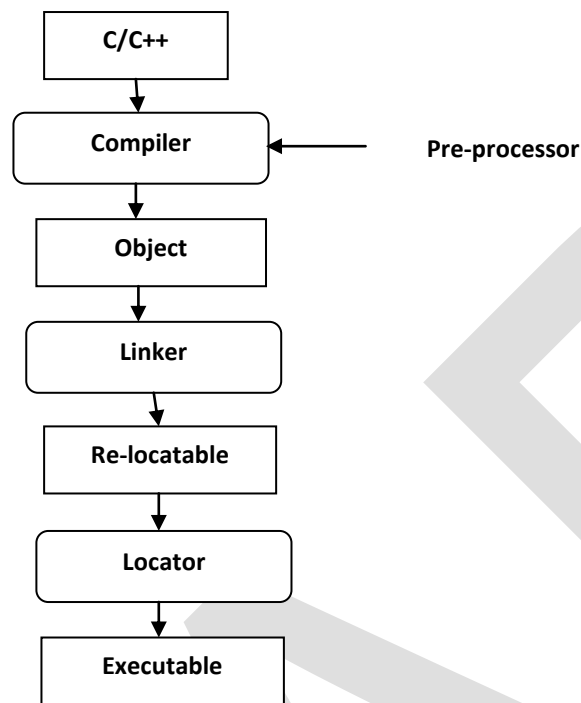 C/C++
Compiler
Pre-processor
Object
Linker
Re-locatable
Locator
Executable